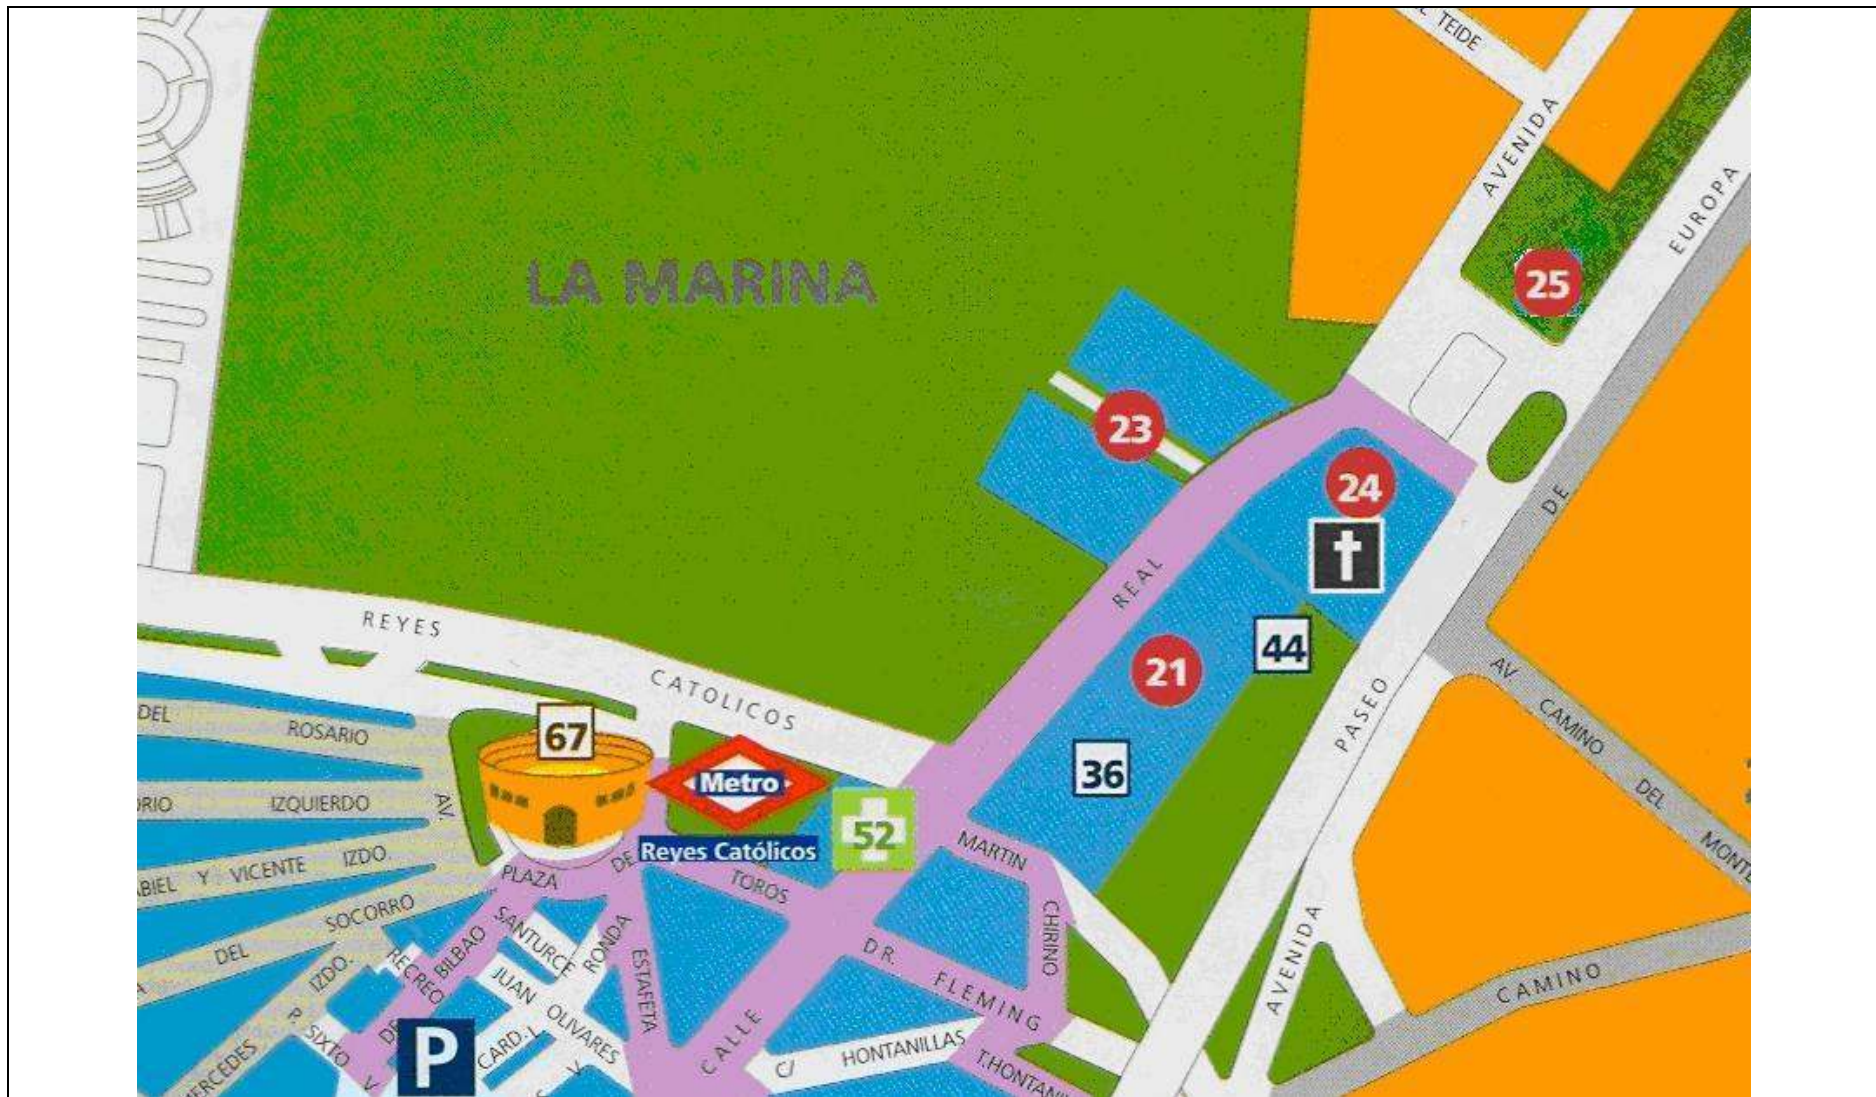 TEIDE
AVENIDA
EUROPA
LA MARINA
25
23
24
DE
REAL
REYES
44
CATOLICOS
21
PASEO
AV
CAMINO
DEL
MONTE
DEL ROSARIO
67
Metro
36
IZQUIERDO
AV.
52
Reyes Católicos
MARTIN
CHIRINO
Y VICENTE IZDO.
PLAZA DE TOROS
DEL SOCORRO
SANTURCE
RONDA
BILBAO
RECREO
DE
ESTAFETA
IZDO.
JUAN OLIVARES
DR. FLEMING
AVENIDA
CAMINO
P. SIXTO V
P
CARD. L
CALLE
C/ HONTANILLAS
MERCEDES